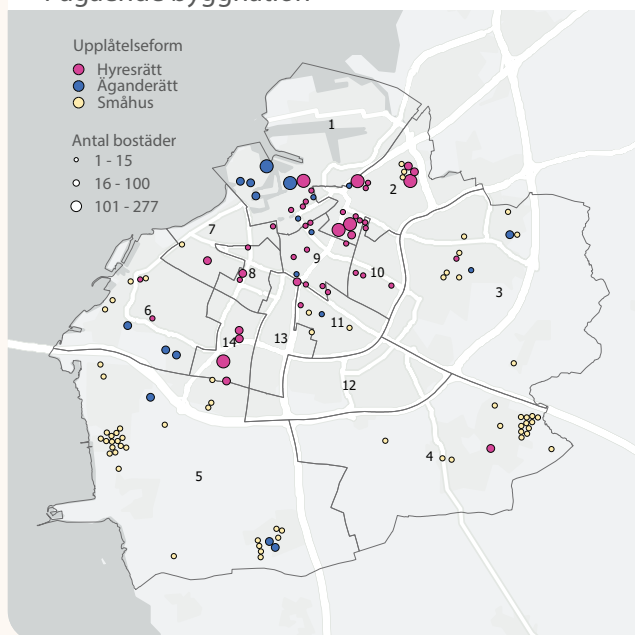 Pågående byggnation
Upplåtelseform
Hyresrätt
Äganderätt
Småhus
Antal bostäder
1 - 15
16 - 100
101 - 277
1
2
7
9
8
10
3
6
11
13
14
12
4
5